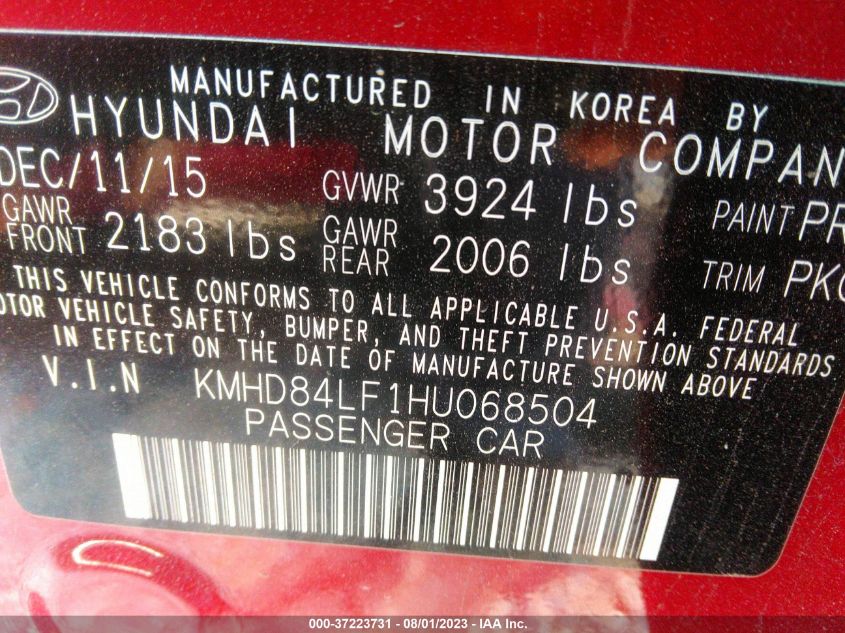 MANUFACTURED IN KOREA BY
HYUNDAI MOTOR COMPAN
DEC/11/15 GVWR 3924 lbs PAINT PR
GAWR FRONT 2183 lbs GAWR REAR 2006 lbs TRIM PK
THIS VEHICLE CONFORMS TO ALL APPLICABLE U.S.A. FEDERAL
MOTOR VEHICLE SAFETY, BUMPER, AND THEFT PREVENTION STANDARDS
IN EFFECT ON THE DATE OF MANUFACTURE SHOWN ABOVE
V.I.N KMHD84LF1HU068504
PASSENGER CAR
000-37223731 - 08/01/2023 - IAA, Inc.